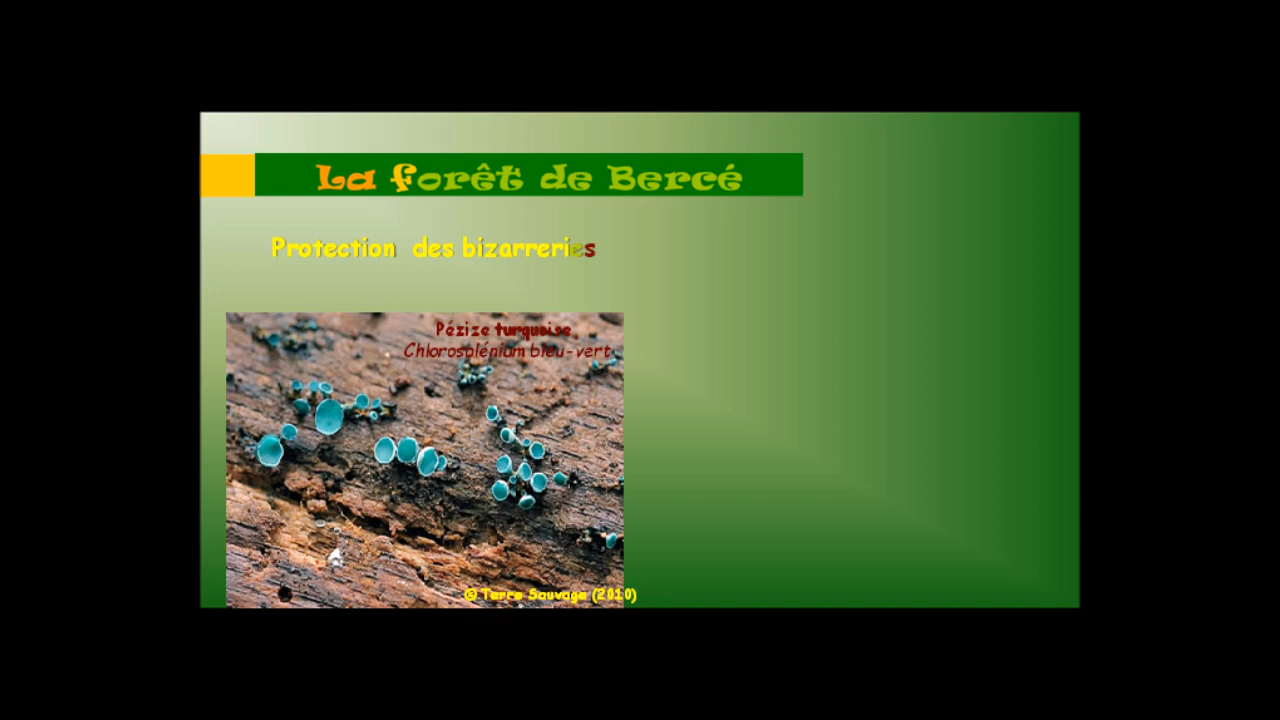 La forêt de Bercé
Protection des bizarreries
Pézize turquoise
Chlorosplénium bleu-vert
© Terre Sauvage (2010)